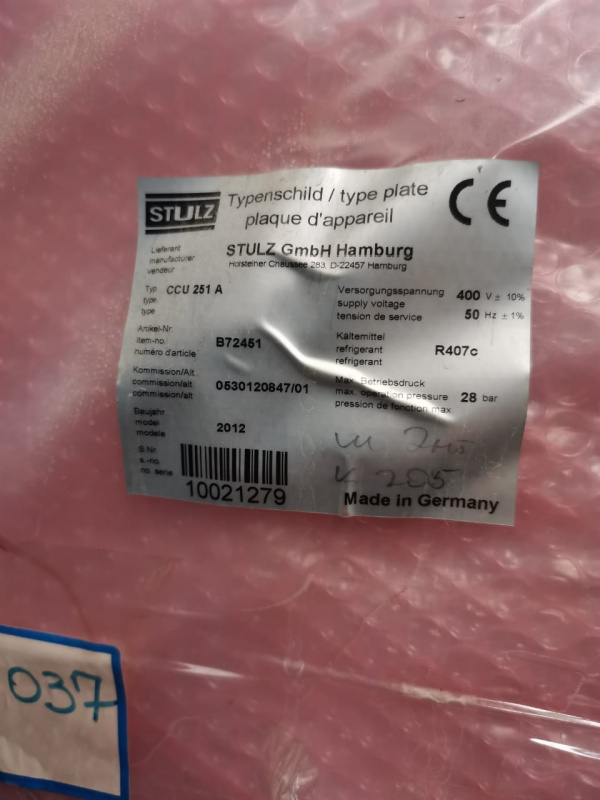 STULZ
Typenschild / type plate
plaque d'appareil
CE
Lieferant
manufacturer
vendeur
STULZ GmbH Hamburg
Holsteiner Chaussee 283, D-22457 Hamburg
Typ
type
type
CCU 251 A
Versorgungsspannung
supply voltage
tension de service
400 V ± 10%
50 Hz ± 1%
Artikel-Nr.
item-no.
numéro d'article
B72451
Kältemittel
refrigerant
refrigerant
R407c
Kommission/Alt
commission/alt
commission/alt
0530120847/01
Max. Betriebsdruck
max. operation pressure
pression de fonction max
28 bar
Baujahr
model
modele
2012
S.Nr.
s.-no.
no. serie
10021279
K 205
Made in Germany
037